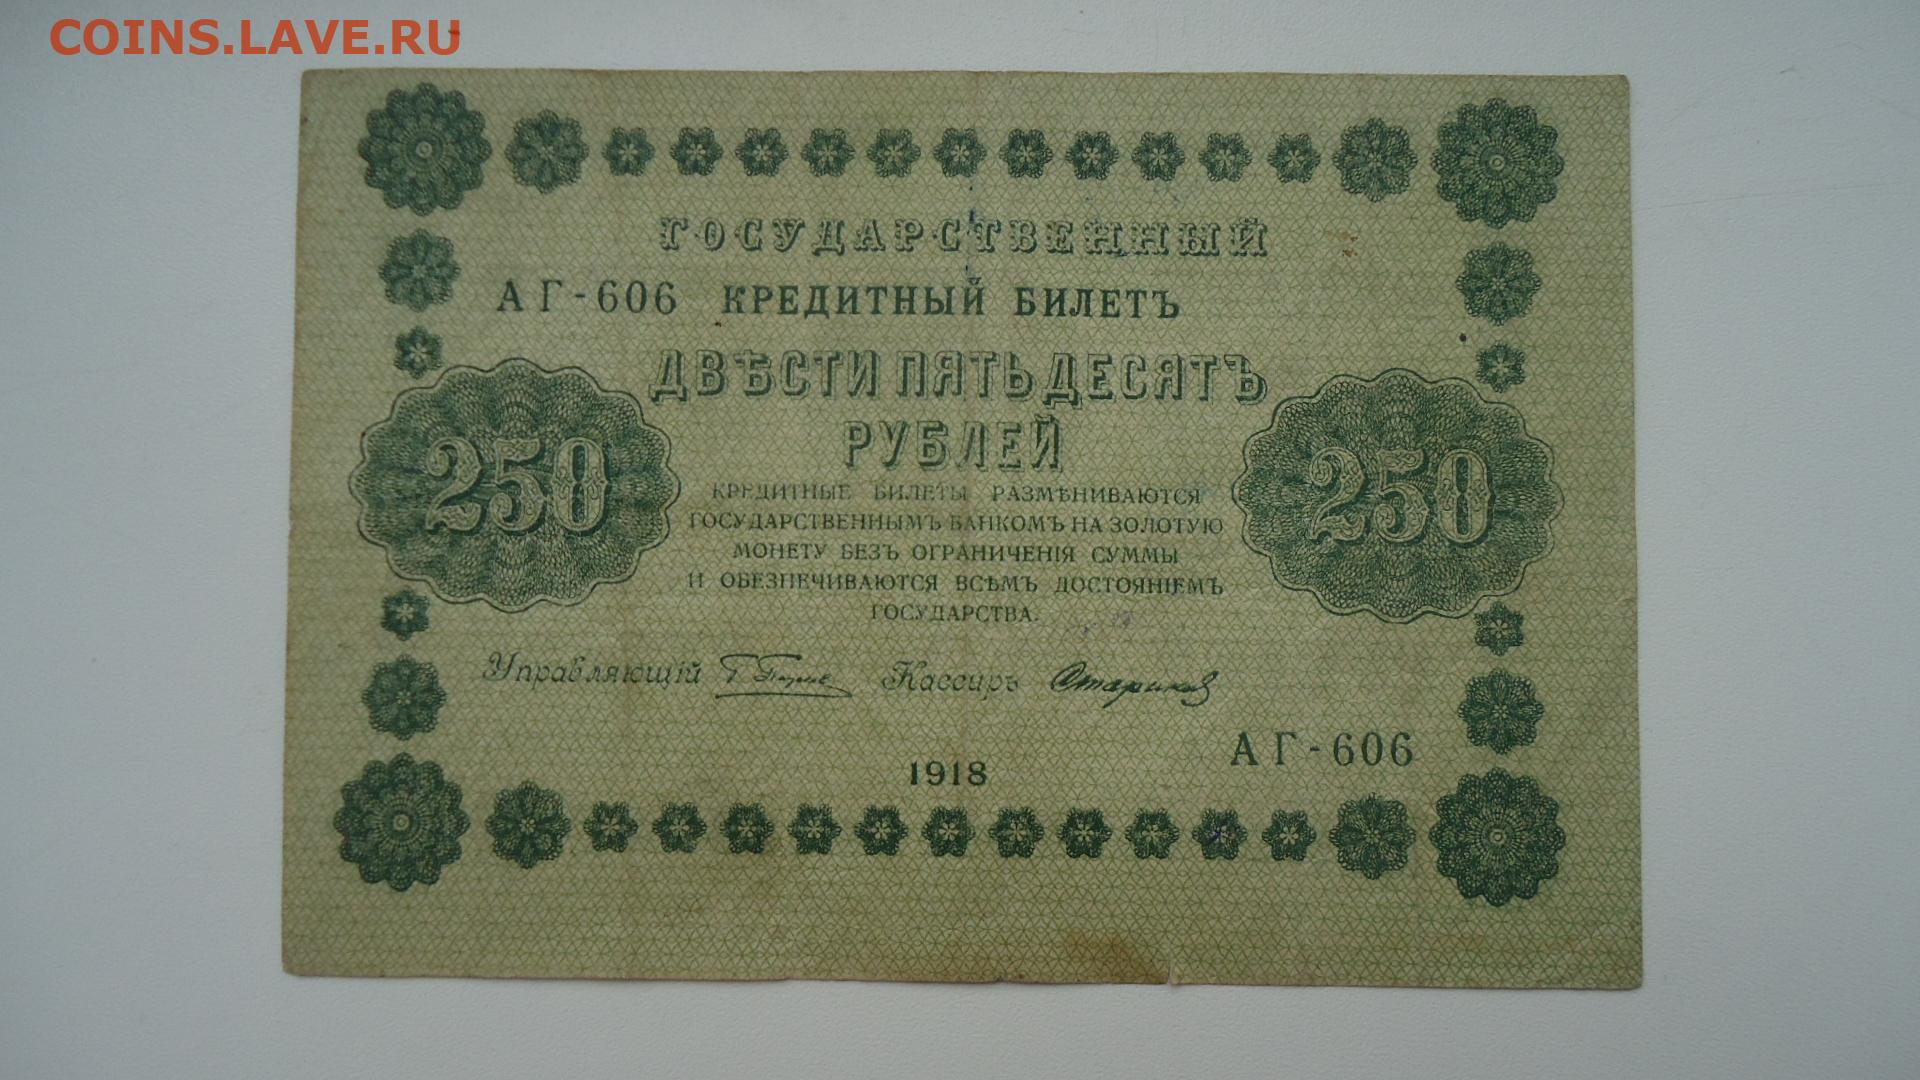 COINS.LAVE.RU
ГОСУДАРСТВЕННЫЙ
АГ-606 КРЕДИТНЫЙ БИЛЕТЪ
ДВѢСТИ ПЯТЬДЕСЯТЪ
РУБЛЕЙ
250 250
КРЕДИТНЫЕ БИЛЕТЫ РАЗМѢНИВАЮТСЯ
ГОСУДАРСТВЕННЫМЪ БАНКОМЪ НА ЗОЛОТУЮ
МОНЕТУ БЕЗЪ ОГРАНИЧЕНІЯ СУММЫ
И ОБЕЗПЕЧИВАЮТСЯ ВСѢМЪ ДОСТОЯНІЕМЪ
ГОСУДАРСТВА.
Управляющій Кассиръ
АГ-606
1918